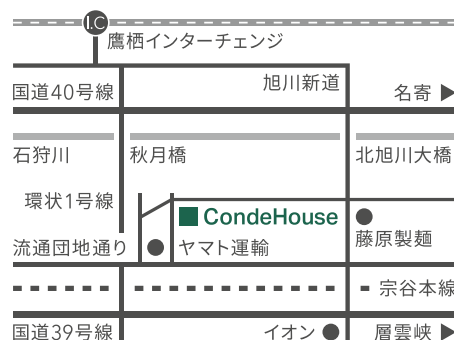 I.C
鷹栖インターチェンジ
旭川新道
国道40号線
名寄
石狩川
秋月橋
北旭川大橋
環状1号線
CondeHouse
藤原製麺
流通団地通り
ヤマト運輸
宗谷本線
国道39号線
イオン
層雲峡